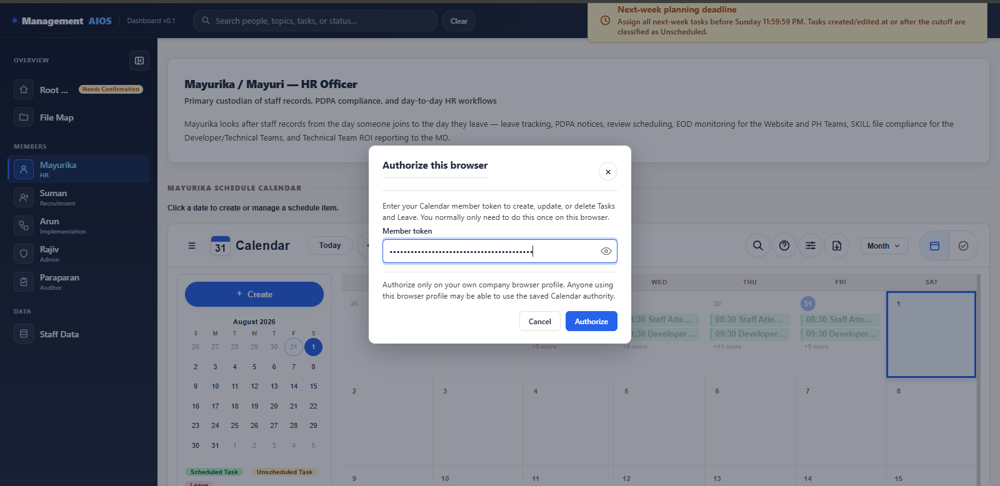 Management AIOS
Dashboard v0.1
Search people, topics, tasks, or status...
Clear
Next-week planning deadline
Assign all next-week tasks before Sunday 11:59:59 PM. Tasks created/edited at or after the cutoff are
classified as Unscheduled.
OVERVIEW
Root ...
Needs Confirmation
File Map
MEMBERS
Mayurika
HR
Suman
Recruitment
Arun
Implementation
Rajiv
Admin
Paraparan
Auditor
DATA
Staff Data
Mayurika / Mayuri — HR Officer
Primary custodian of staff records, PDPA compliance, and day-to-day HR workflows
Mayurika looks after staff records from the day someone joins to the day they leave — leave tracking, PDPA notices, review scheduling, EOD monitoring for the Website and PH Teams, SKILL file compliance for the
Developer/Technical Teams, and Technical Team ROI reporting to the MD.
MAYURIKA SCHEDULE CALENDAR
Click a date to create or manage a schedule item.
31
Calendar
Today
Month
+ Create
August 2026
S M T W T F S
26 27 28 29 30 31 1
2 3 4 5 6 7 8
9 10 11 12 13 14 15
16 17 18 19 20 21 22
23 24 25 26 27 28 29
30 31 1 2 3 4 5
Scheduled Task
Unscheduled Task
Leave
WED THU FRI SAT
26 30 31 1
8:30 Staff Atte... 08:30 Staff Atte... 08:30 Staff Atte...
09:30 Developer... 09:30 Developer... 09:30 Developer...
+8 more +9 more +10 more +9 more
2 3 4 5 6 7 8
9 10 11 12 13 14 15
Authorize this browser
×
Enter your Calendar member token to create, update, or delete Tasks
and Leave. You normally only need to do this once on this browser.
Member token
Authorize only on your own company browser profile. Anyone using
this browser profile may be able to use the saved Calendar authority.
Cancel
Authorize